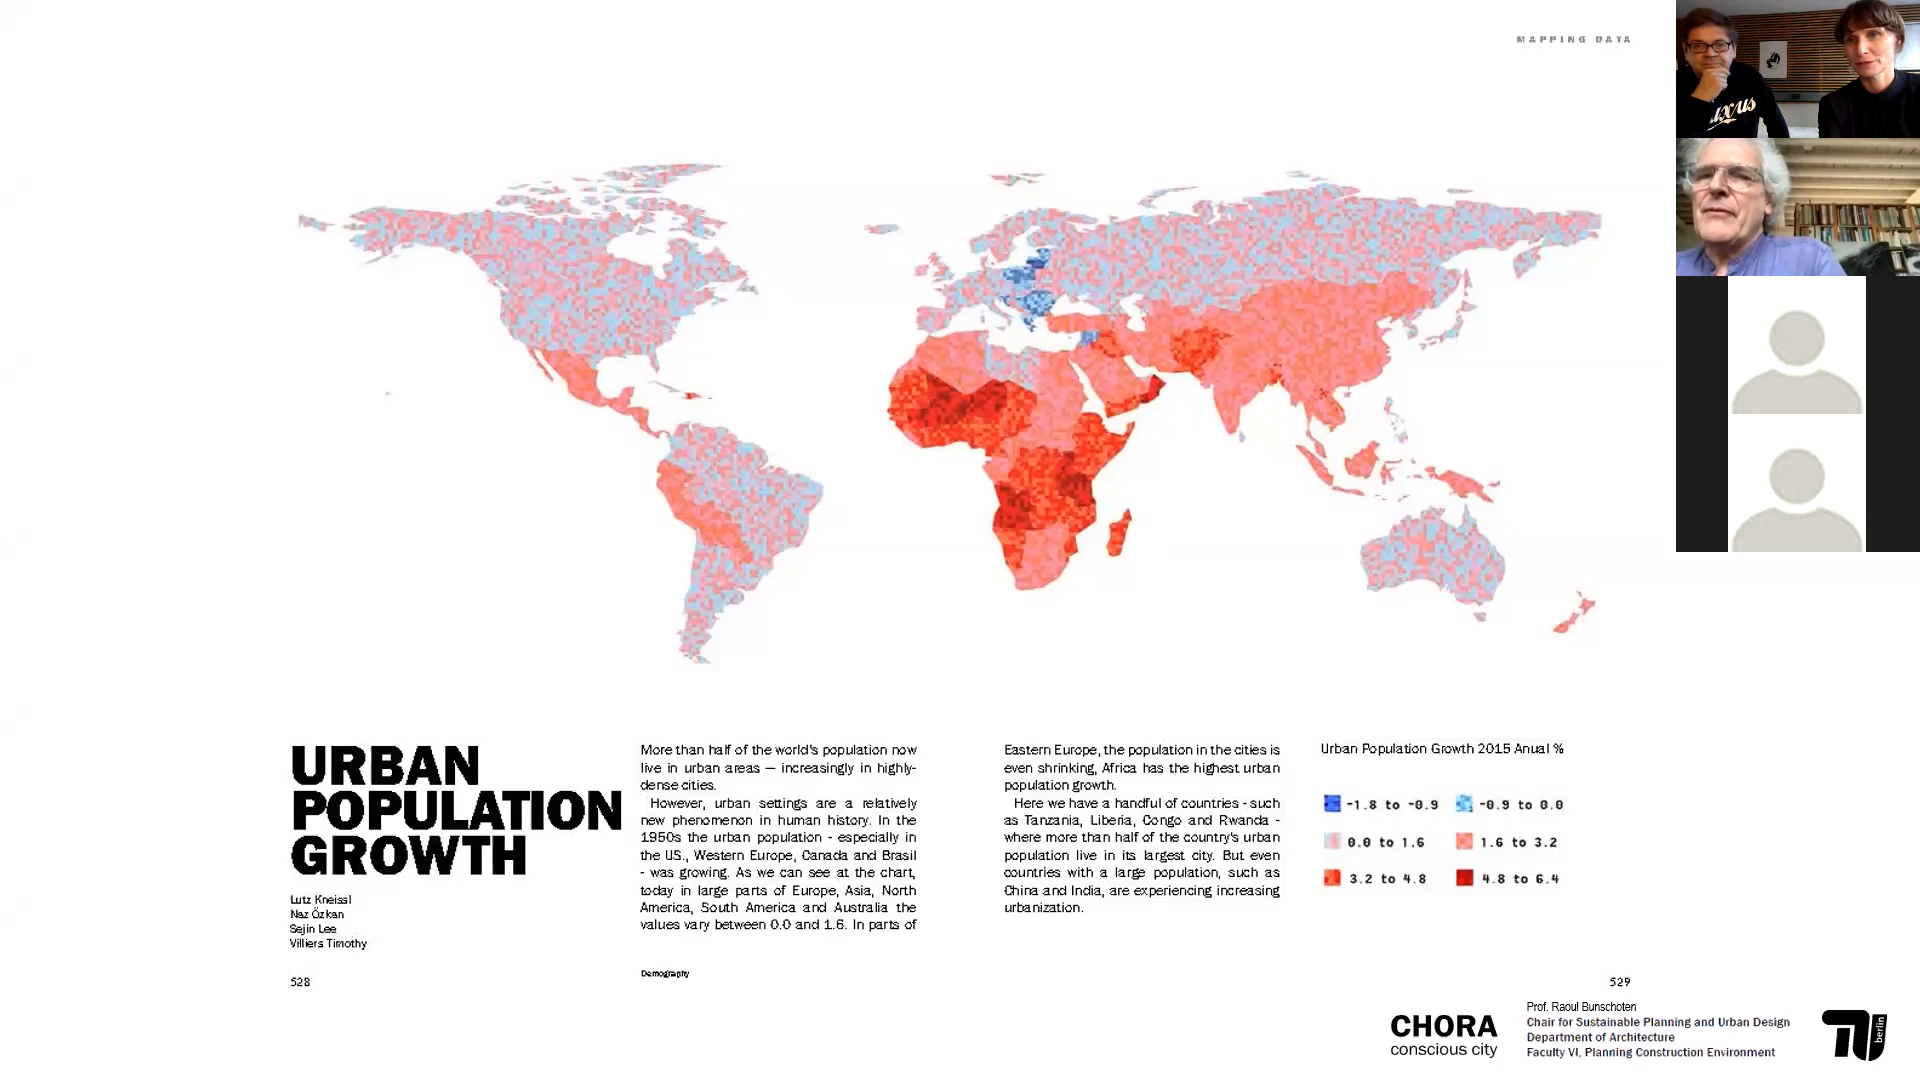 MAPPING DATA
URBAN
POPULATION
GROWTH
Lutz Kneissl
Naz Özkan
Sejin Lee
Villiers Timothy
528
More than half of the world's population now
live in urban areas — increasingly in highly-
dense cities.
However, urban settings are a relatively
new phenomenon in human history. In the
1950s the urban population - especially in
the US., Western Europe, Canada and Brasil
- was growing. As we can see at the chart,
today in large parts of Europe, Asia, North
America, South America and Australia the
values vary between 0.0 and 1.6. In parts of
Demography
Eastern Europe, the population in the cities is
even shrinking, Africa has the highest urban
population growth.
Here we have a handful of countries - such
as Tanzania, Liberia, Congo and Rwanda -
where more than half of the country's urban
population live in its largest city. But even
countries with a large population, such as
China and India, are experiencing increasing
urbanization.
Urban Population Growth 2015 Anual %
-1.8 to -0.9 -0.9 to 0.0
0.0 to 1.6 1.6 to 3.2
3.2 to 4.8 4.8 to 6.4
529
CHORA
conscious city
Prof. Raoul Bunschoten
Chair for Sustainable Planning and Urban Design
Department of Architecture
Faculty VI, Planning Construction Environment
berlin